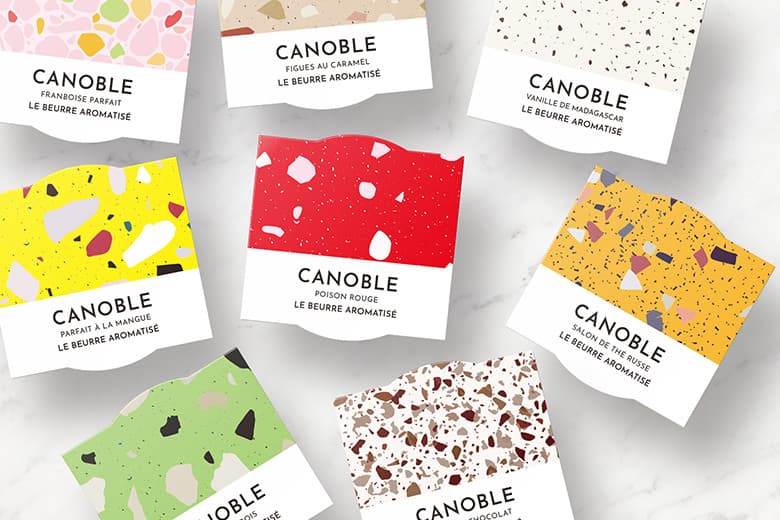 CANOBLE
FRANBOISE PARFAIT
LE BEURRE AROMATISÉ
CANOBLE
FIGUES AU CARAMEL
LE BEURRE AROMATISÉ
CANOBLE
VANILLE DE MADAGASCAR
LE BEURRE AROMATISÉ
CANOBLE
PARFAIT À LA MANGUE
LE BEURRE AROMATISÉ
CANOBLE
POISON ROUGE
LE BEURRE AROMATISÉ
CANOBLE
SALON DE THE RUSSE
LE BEURRE AROMATISÉ
CANOBLE
AROMATISÉ
CANOBLE
CHOCOLAT